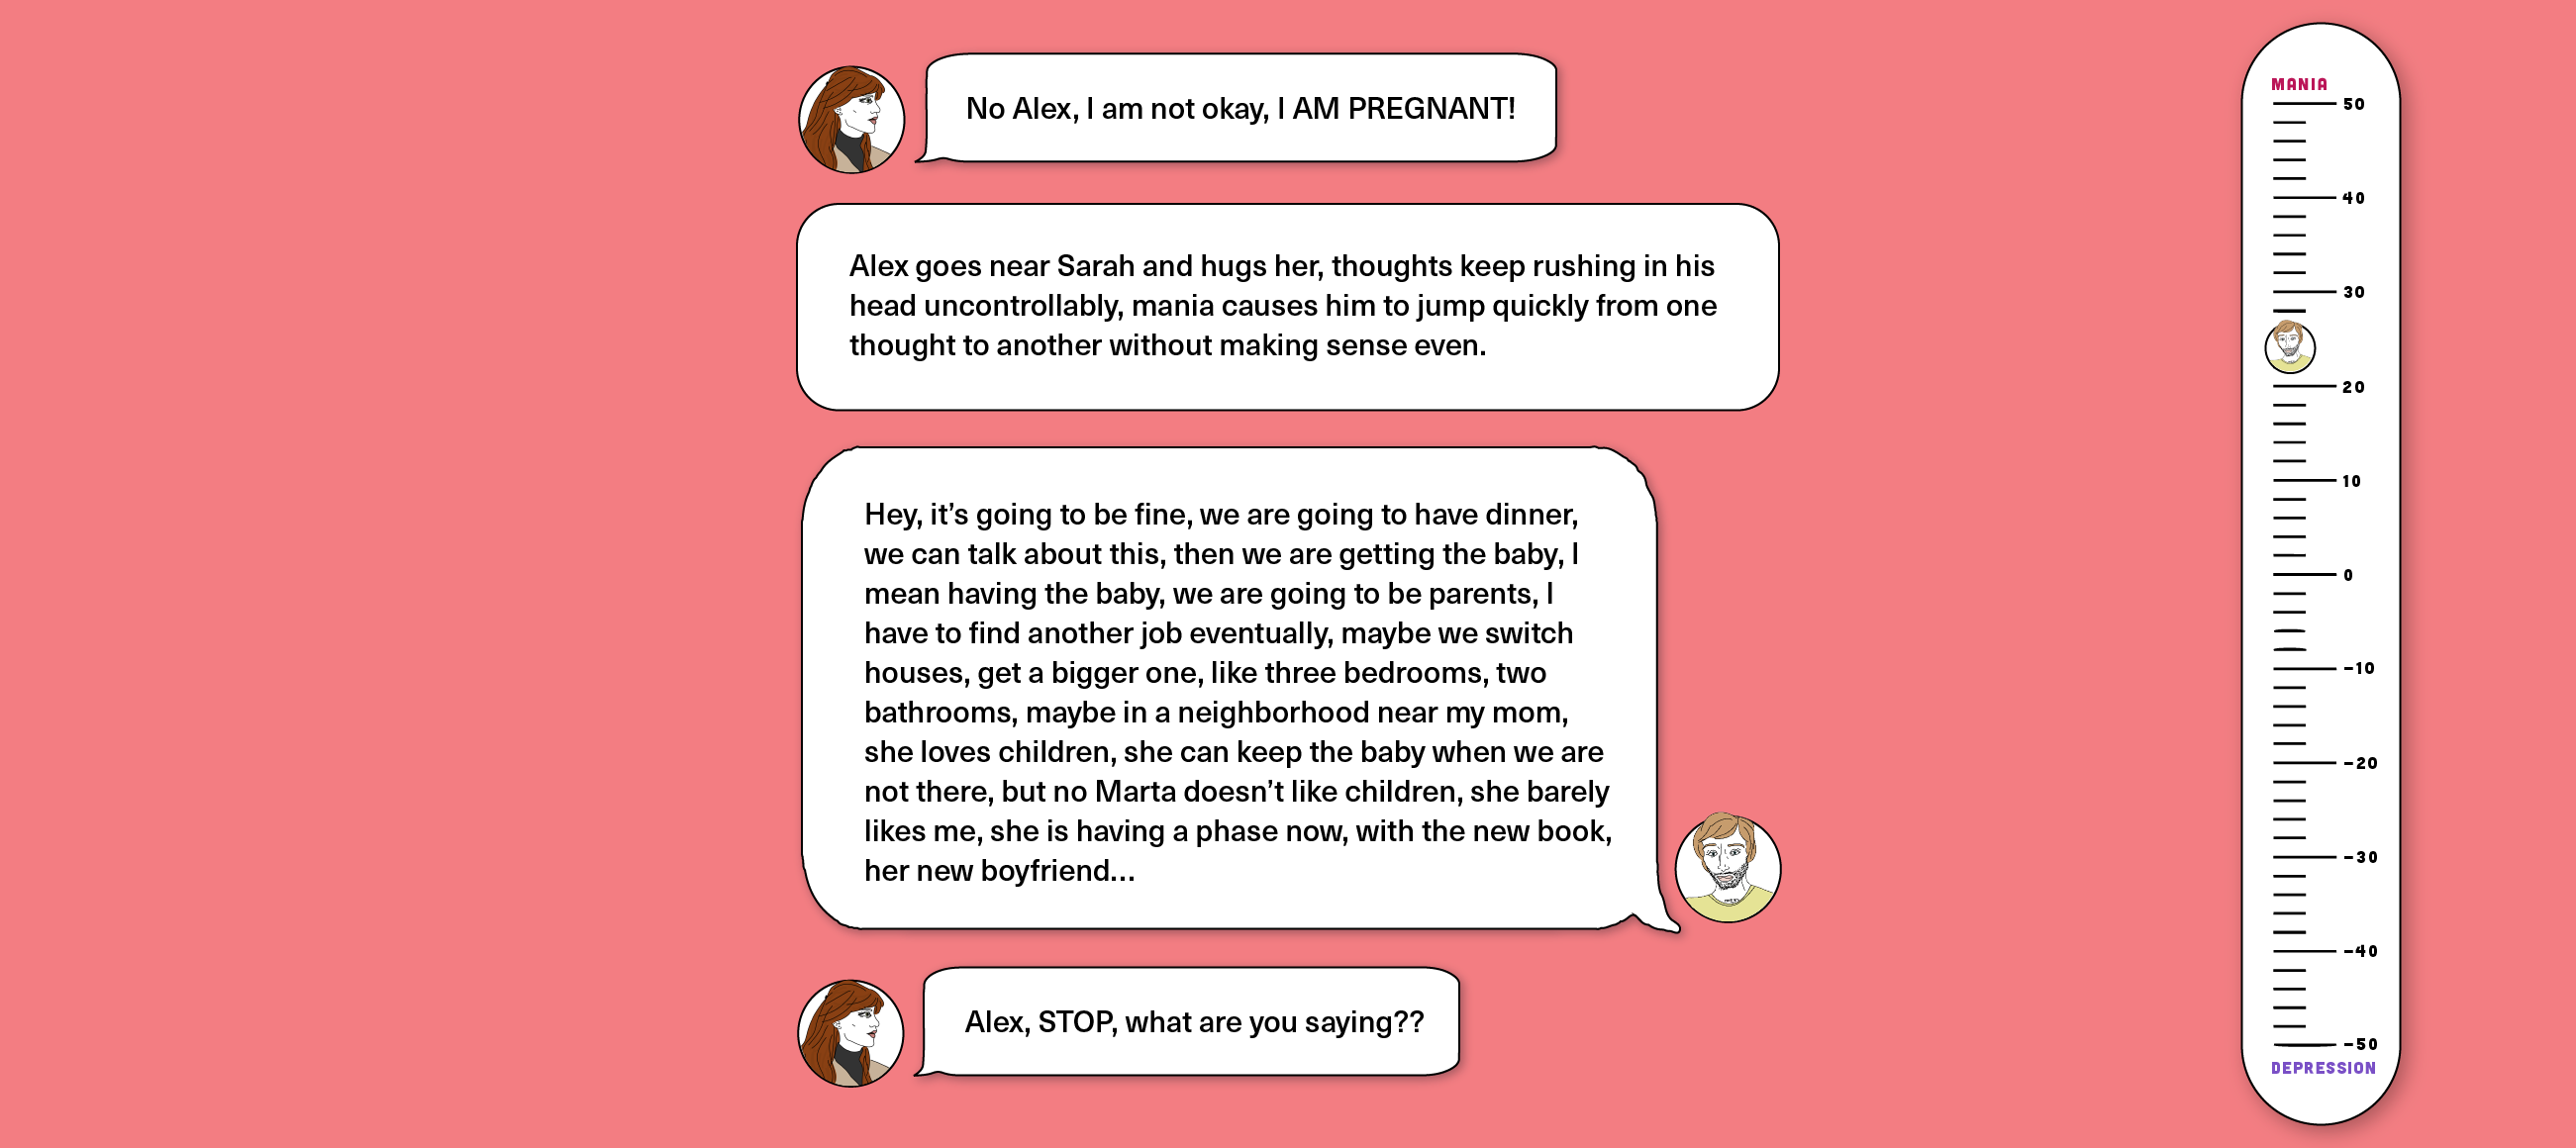 No Alex, I am not okay, I AM PREGNANT!
Alex goes near Sarah and hugs her, thoughts keep rushing in his
head uncontrollably, mania causes him to jump quickly from one
thought to another without making sense even.
Hey, it’s going to be fine, we are going to have dinner,
we can talk about this, then we are getting the baby, I
mean having the baby, we are going to be parents, I
have to find another job eventually, maybe we switch
houses, get a bigger one, like three bedrooms, two
bathrooms, maybe in a neighborhood near my mom,
she loves children, she can keep the baby when we are
not there, but no Marta doesn’t like children, she barely
likes me, she is having a phase now, with the new book,
her new boyfriend...
Alex, STOP, what are you saying??
MANIA
50
40
30
20
10
0
-10
-20
-30
-40
-50
DEPRESSION